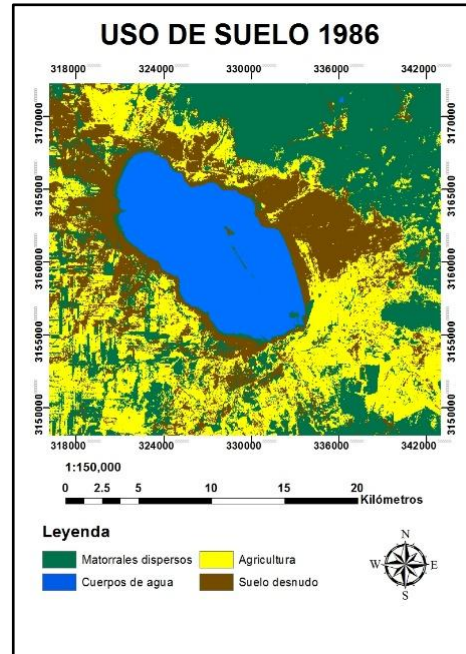 USO DE SUELO 1986
318000 324000 330000 336000 342000
3170000 3170000
3165000 3165000
3160000 3160000
3155000 3155000
3150000 3150000
318000 324000 330000 336000 342000
1:150,000
0 2.5 5 10 15 20
Kilómetros
Leyenda
Matorrales dispersos Agricultura
Cuerpos de agua Suelo desnudo
N
W E
S